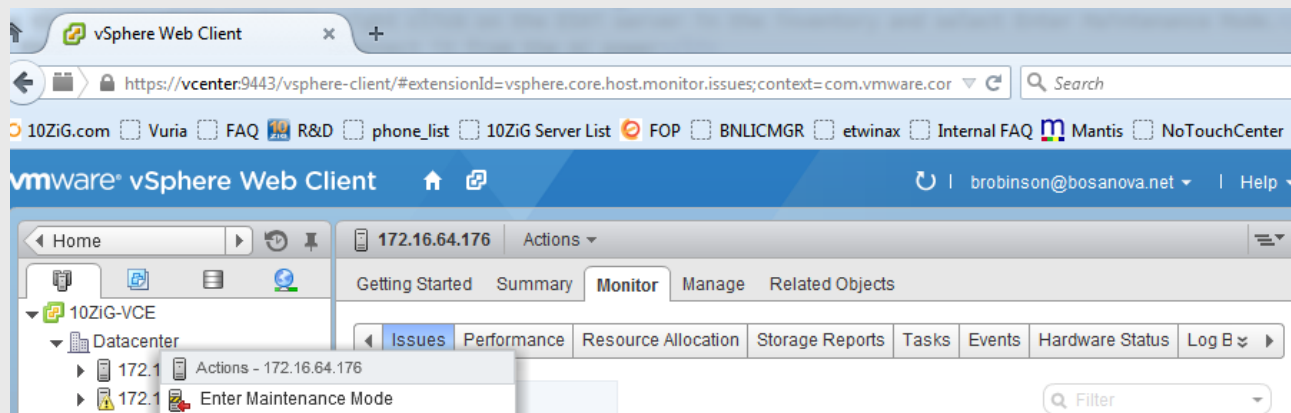 vSphere Web Client × +
https://vcenter:9443/vsphere-client/#extensionId=vsphere.core.host.monitor.issues;context=com.vmware.cor Search
10ZiG.com Vuria FAQ R&D phone_list 10ZiG Server List FOP BNLICMGR etwinax Internal FAQ Mantis NoTouchCenter
vmware® vSphere Web Client brobinson@bosanova.net Help
Home 172.16.64.176 Actions
Getting Started Summary Monitor Manage Related Objects
10ZiG-VCE
Datacenter Issues Performance Resource Allocation Storage Reports Tasks Events Hardware Status Log B
172.1 Actions - 172.16.64.176
172.1 Enter Maintenance Mode Filter